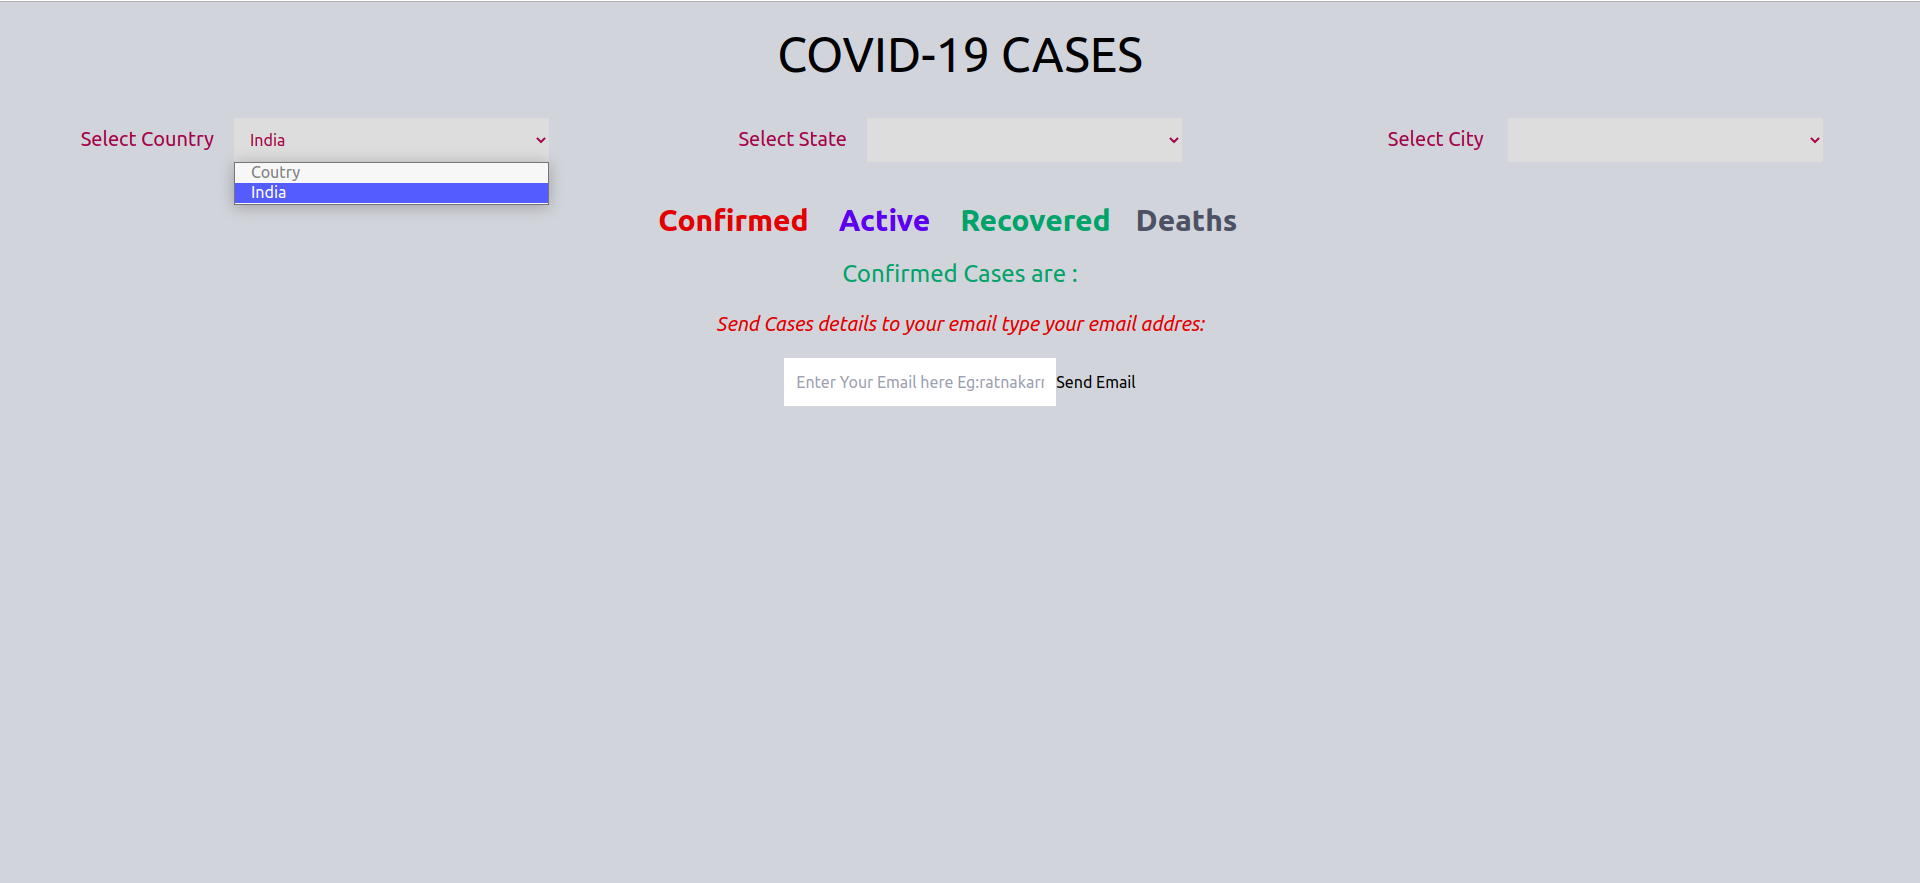 COVID-19 CASES
Select Country India
Select State
Select City
Coutry
India
Confirmed Active Recovered Deaths
Confirmed Cases are :
Send Cases details to your email type your email addres:
Enter Your Email here Eg:ratnakar Send Email